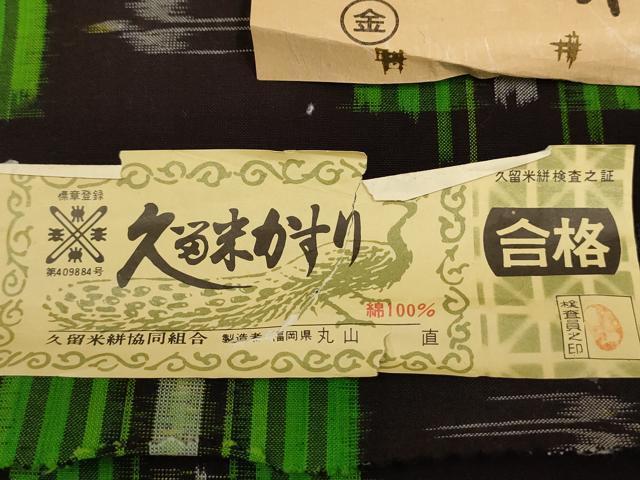 金
標章登録
第409884号
久留米かすり
綿100%
久留米絣協同組合 製造者 福岡県 丸山 直
久留米絣検査之証
合格
検査員之印